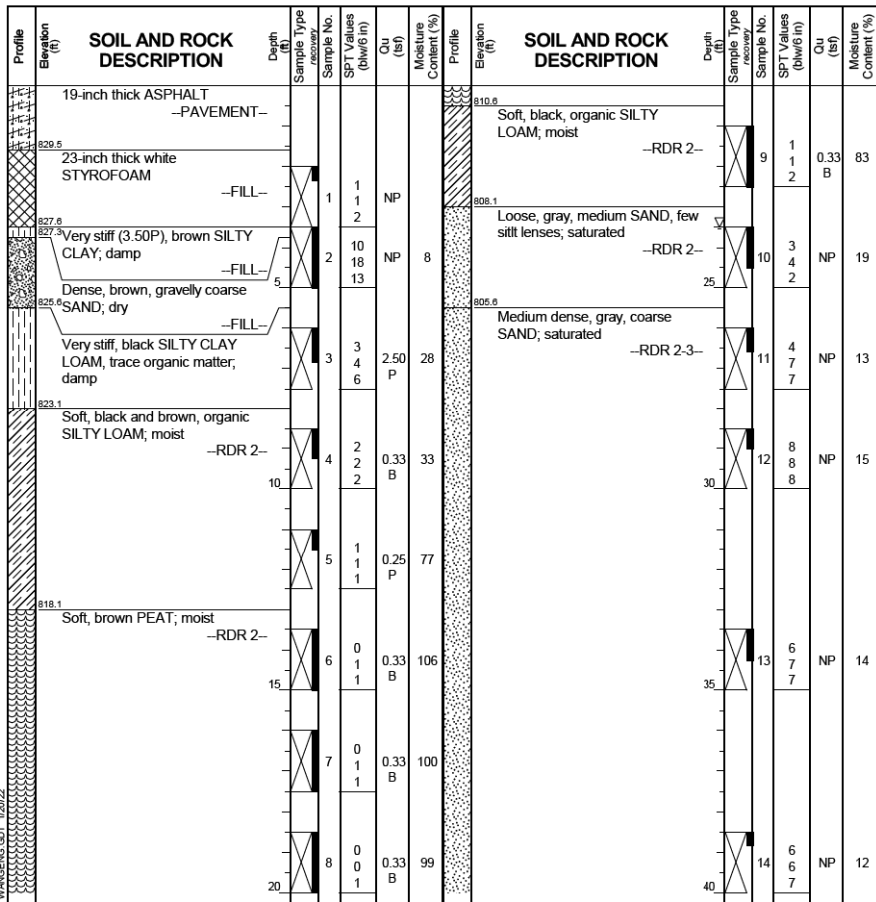 Profile
Elevation (ft)
SOIL AND ROCK
DESCRIPTION
Depth (ft)
Sample Type
recovery
Sample No.
SPT Values (blw/6 in)
Qu (tsf)
Moisture Content (%)
19-inch thick ASPHALT
--PAVEMENT--
829.5
23-inch thick white
STYROFOAM
--FILL--
1
1
1
2
NP
827.6
827.3
Very stiff (3.50P), brown SILTY
CLAY; damp
--FILL--
5
2
10
18
13
NP
8
Dense, brown, gravelly coarse
SAND; dry
825.6
--FILL--
Very stiff, black SILTY CLAY
LOAM, trace organic matter;
damp
3
3
4
6
2.50
P
28
823.1
Soft, black and brown, organic
SILTY LOAM; moist
--RDR 2--
10
4
2
2
2
0.33
B
33
5
1
1
1
0.25
P
77
818.1
Soft, brown PEAT; moist
--RDR 2--
15
6
0
1
1
0.33
B
106
7
0
1
1
0.33
B
100
20
8
0
0
1
0.33
B
99
WANGENG.GDT 1/20/22
Profile
Elevation (ft)
SOIL AND ROCK
DESCRIPTION
Depth (ft)
Sample Type
recovery
Sample No.
SPT Values (blw/6 in)
Qu (tsf)
Moisture Content (%)
810.6
Soft, black, organic SILTY
LOAM; moist
--RDR 2--
9
1
1
2
0.33
B
83
808.1
Loose, gray, medium SAND, few
sitlt lenses; saturated
--RDR 2--
25
10
3
4
2
NP
19
805.6
Medium dense, gray, coarse
SAND; saturated
--RDR 2-3--
11
4
7
7
NP
13
30
12
8
8
8
NP
15
35
13
6
7
7
NP
14
40
14
6
6
7
NP
12